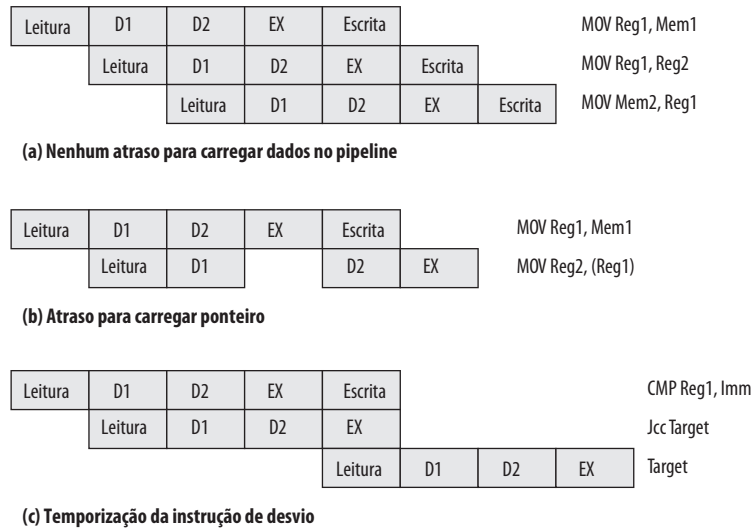 Leitura D1 D2 EX Escrita MOV Reg1, Mem1
Leitura D1 D2 EX Escrita MOV Reg1, Reg2
Leitura D1 D2 EX Escrita MOV Mem2, Reg1
(a) Nenhum atraso para carregar dados no pipeline
Leitura D1 D2 EX Escrita MOV Reg1, Mem1
Leitura D1 D2 EX MOV Reg2, (Reg1)
(b) Atraso para carregar ponteiro
Leitura D1 D2 EX Escrita CMP Reg1, Imm
Leitura D1 D2 EX Jcc Target
Leitura D1 D2 EX Target
(c) Temporização da instrução de desvio